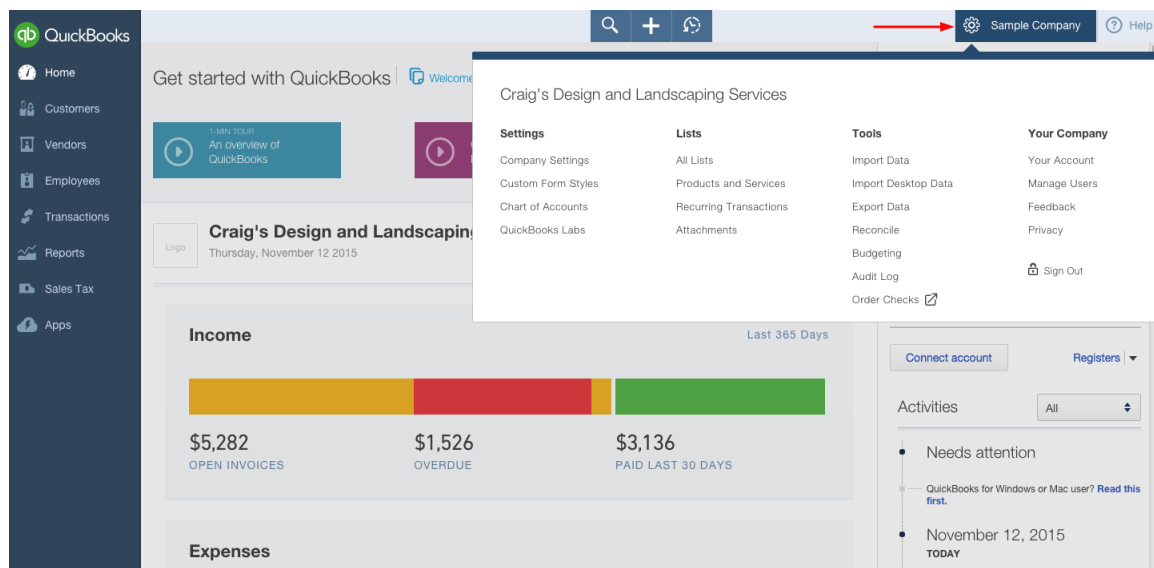 QuickBooks
Sample Company
Help
Home
Customers
Vendors
Employees
Transactions
Reports
Sales Tax
Apps
Get started with QuickBooks
Welcome
1-MIN TOUR:
An overview of
QuickBooks
Craig's Design and Landscaping Services
Settings
Company Settings
Custom Form Styles
Chart of Accounts
QuickBooks Labs
Lists
All Lists
Products and Services
Recurring Transactions
Attachments
Tools
Import Data
Import Desktop Data
Export Data
Reconcile
Budgeting
Audit Log
Order Checks
Your Company
Your Account
Manage Users
Feedback
Privacy
Sign Out
Logo
Craig's Design and Landscaping
Thursday, November 12 2015
Income
Last 365 Days
$5,282
OPEN INVOICES
$1,526
OVERDUE
$3,136
PAID LAST 30 DAYS
Expenses
Connect account
Registers
Activities
All
Needs attention
QuickBooks for Windows or Mac user? Read this
first.
November 12, 2015
TODAY